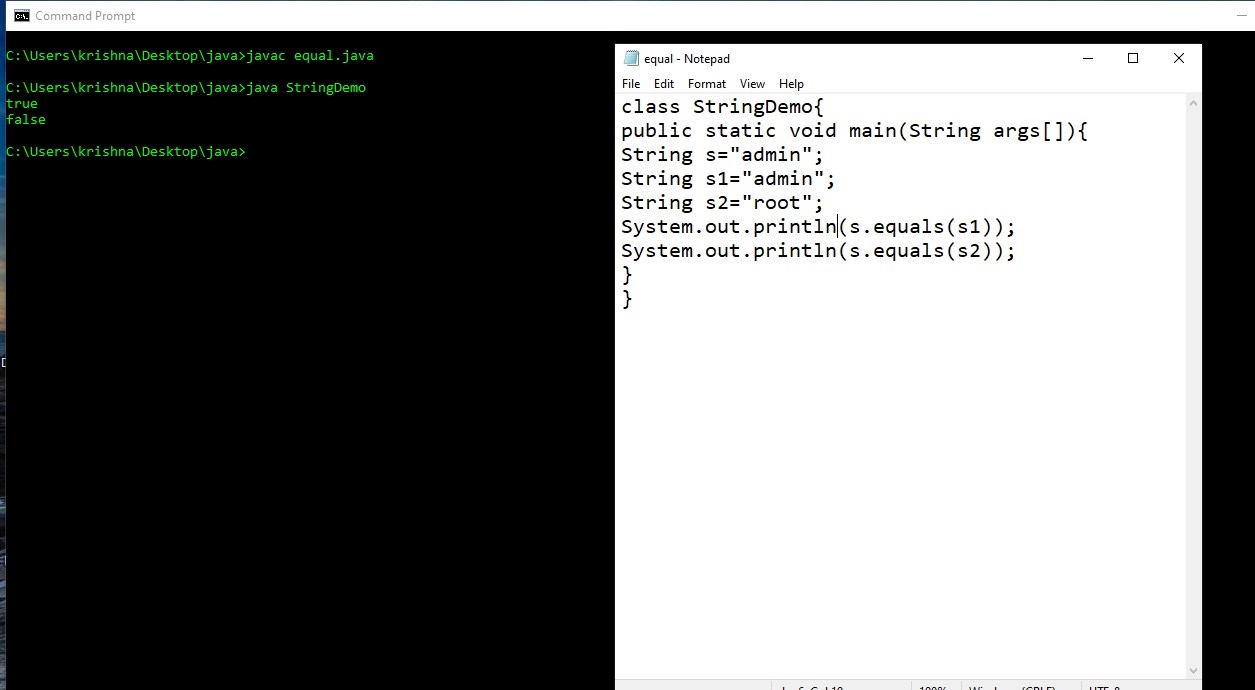 Command Prompt
C:\Users\krishna\Desktop\java>javac equal.java
C:\Users\krishna\Desktop\java>java StringDemo
true
false
C:\Users\krishna\Desktop\java>
equal - Notepad
File Edit Format View Help
class StringDemo{
public static void main(String args[]){
String s="admin";
String s1="admin";
String s2="root";
System.out.println(s.equals(s1));
System.out.println(s.equals(s2));
}
}
100% Windows (CRLF) UTF-8